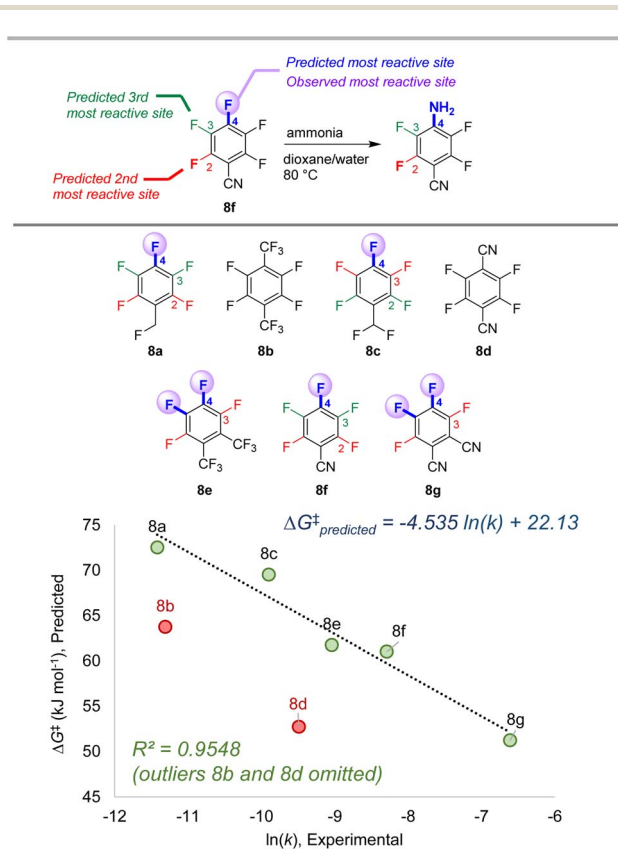 Predicted most reactive site
Observed most reactive site
Predicted 3rd
most reactive site
F
4
F 3 F
F 2 F
CN
8f
Predicted 2nd
most reactive site
ammonia
dioxane/water
80 °C
NH2
4
F 3 F
F 2 F
CN
F
4
F F
3
F 2 F
F
8a
CF3
F F
F F
CF3
8b
F
4
F F
3
F 2 F
F F
8c
CN
F F
F F
CN
8d
F
F 4 F
3
F CF3
CF3
8e
F
4
F F
3
F 2 F
CN
8f
F
F 4 F
3
F CN
CN
8g
ΔG‡predicted = -4.535 ln(k) + 22.13
ΔG‡ (kJ mol-1), Predicted
75
70
65
60
55
50
45
8a
8c
8b
8e
8f
8d
8g
R² = 0.9548
(outliers 8b and 8d omitted)
-12 -11 -10 -9 -8 -7 -6
ln(k), Experimental